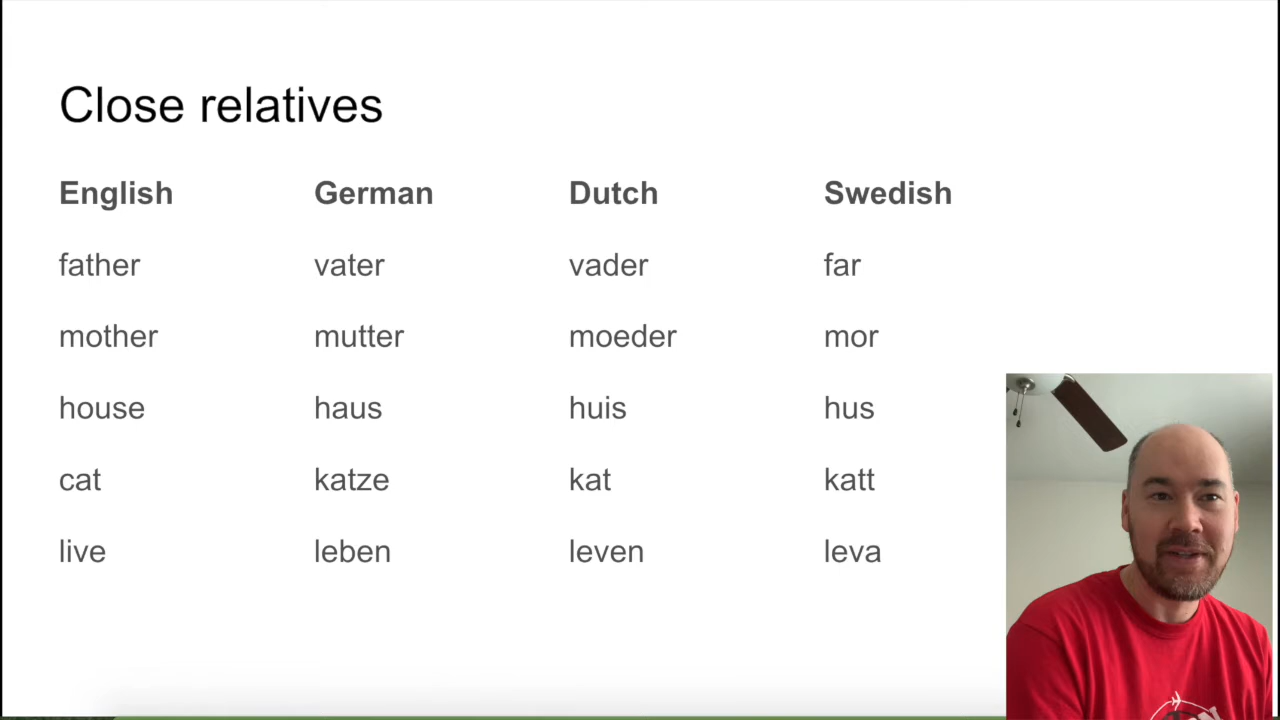 Close relatives
English German Dutch Swedish
father vater vader far
mother mutter moeder mor
house haus huis hus
cat katze kat katt
live leben leven leva